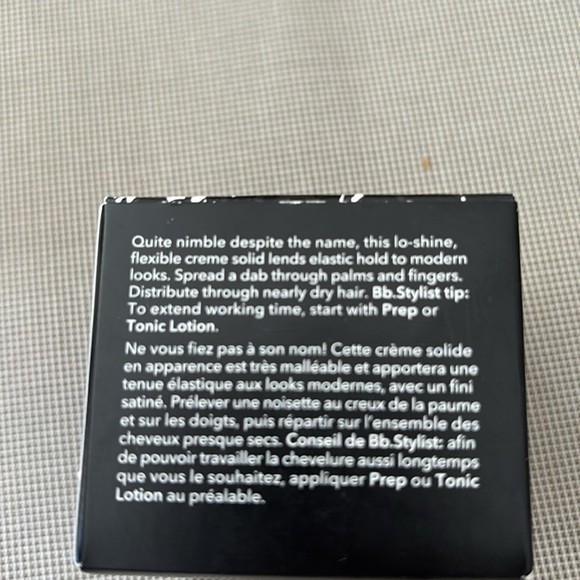 Quite nimble despite the name, this lo-shine,
flexible creme solid lends elastic hold to modern
looks. Spread a dab through palms and fingers.
Distribute through nearly dry hair. Bb.Stylist tip:
To extend working time, start with Prep or
Tonic Lotion.
Ne vous fiez pas à son nom! Cette crème solide
en apparence est très malléable et apportera une
tenue élastique aux looks modernes, avec un fini
satiné. Prélever une noisette au creux de la paume
et sur les doigts, puis répartir sur l'ensemble des
cheveux presque secs. Conseil de Bb.Stylist: afin
de pouvoir travailler la chevelure aussi longtemps
que vous le souhaitez, appliquer Prep ou Tonic
Lotion au préalable.